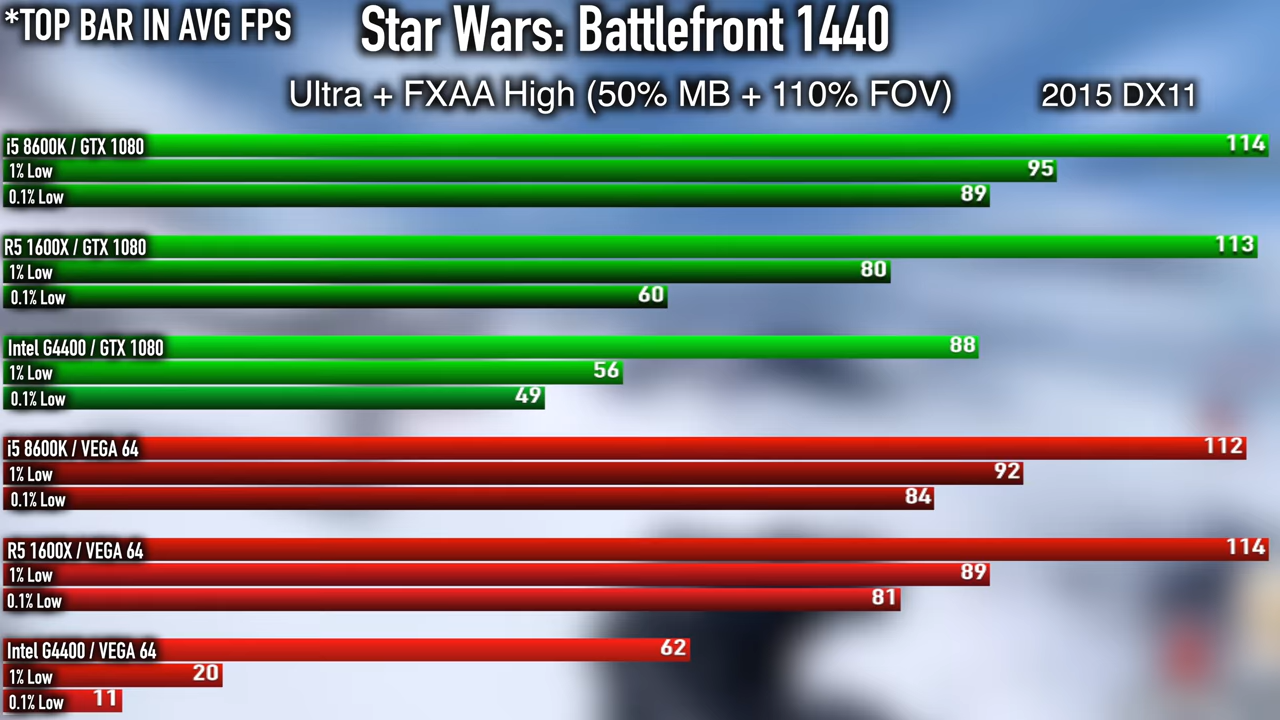 *TOP BAR IN AVG FPS
Star Wars: Battlefront 1440
Ultra + FXAA High (50% MB + 110% FOV)
2015 DX11
i5 8600K / GTX 1080 114
1% Low 95
0.1% Low 89
R5 1600X / GTX 1080 113
1% Low 80
0.1% Low 60
Intel G4400 / GTX 1080 88
1% Low 56
0.1% Low 49
i5 8600K / VEGA 64 112
1% Low 92
0.1% Low 84
R5 1600X / VEGA 64 114
1% Low 89
0.1% Low 81
Intel G4400 / VEGA 64 62
1% Low 20
0.1% Low 11